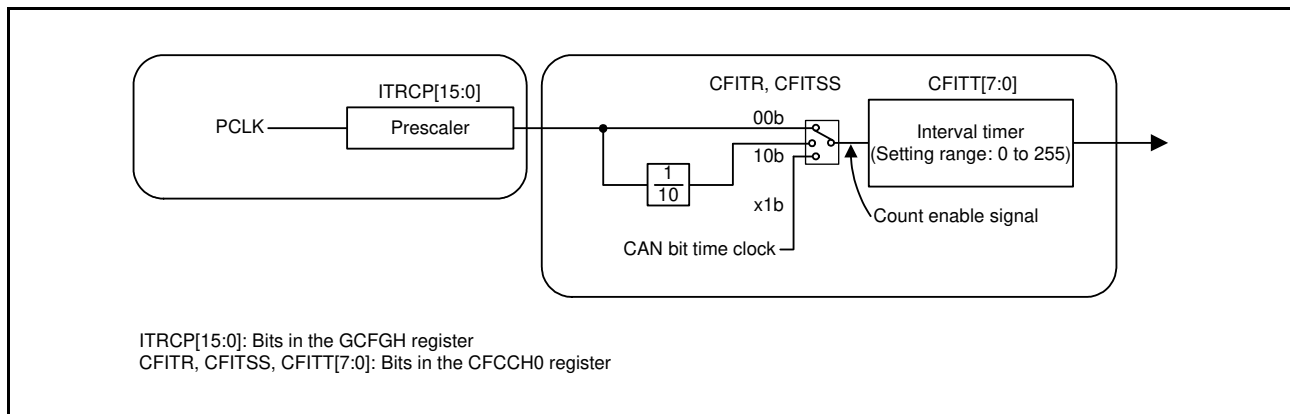 ITRCP[15:0]
PCLK
Prescaler
CFITR, CFITSS
00b
10b
x1b
1
10
CAN bit time clock
CFITT[7:0]
Interval timer
(Setting range: 0 to 255)
Count enable signal
ITRCP[15:0]: Bits in the GCFGH register
CFITR, CFITSS, CFITT[7:0]: Bits in the CFCCH0 register